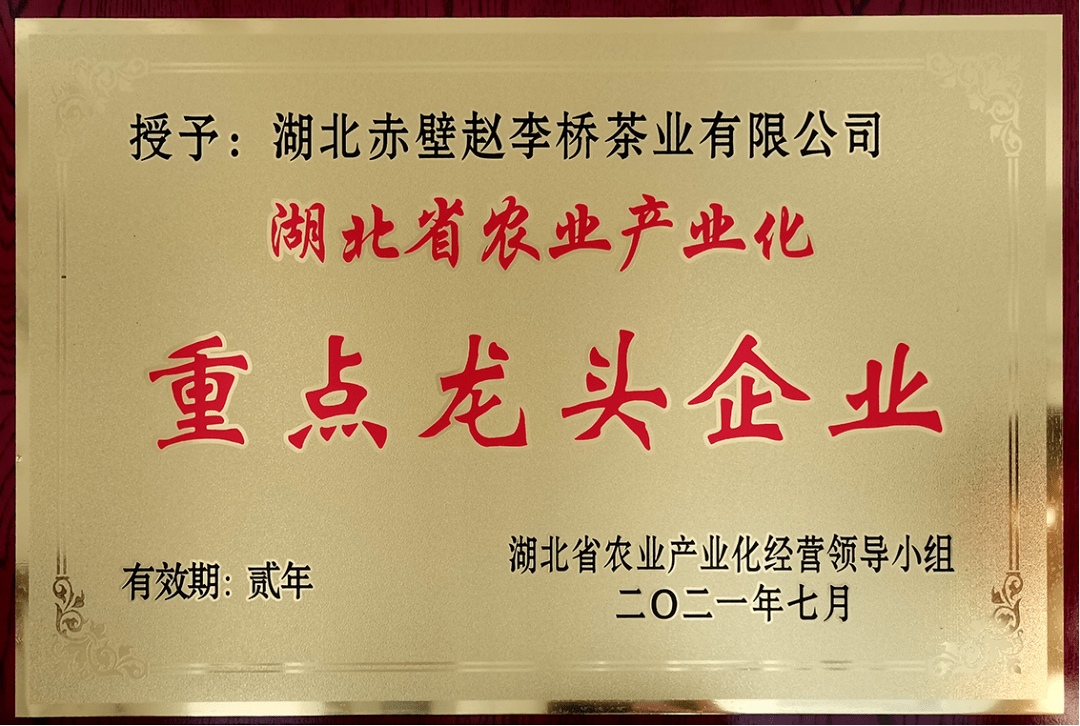 授予：湖北赤壁赵李桥茶业有限公司
湖北省农业产业化
重点龙头企业
有效期：贰年
湖北省农业产业化经营领导小组
二〇二一年七月